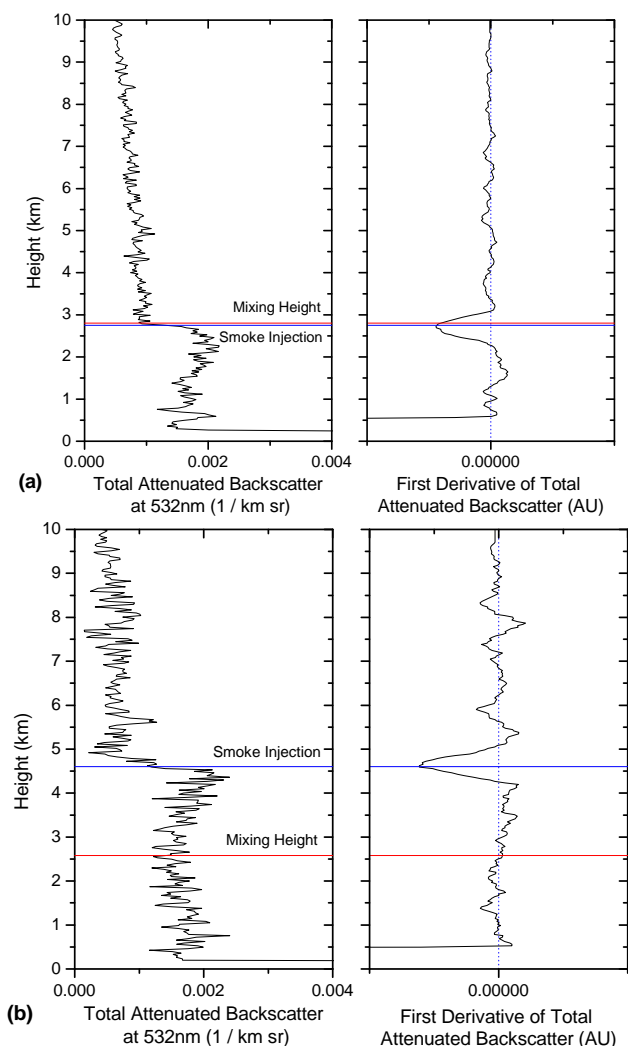 10
9
8
7
6
5
4
3
2
1
0
Height (km)
Mixing Height
Smoke Injection
0.000 0.002 0.004
0.00000
(a)
Total Attenuated Backscatter
at 532nm (1 / km sr)
First Derivative of Total
Attenuated Backscatter (AU)
10
9
8
7
6
5
4
3
2
1
0
Height (km)
Smoke Injection
Mixing Height
0.000 0.002 0.004
0.00000
(b)
Total Attenuated Backscatter
at 532nm (1 / km sr)
First Derivative of Total
Attenuated Backscatter (AU)